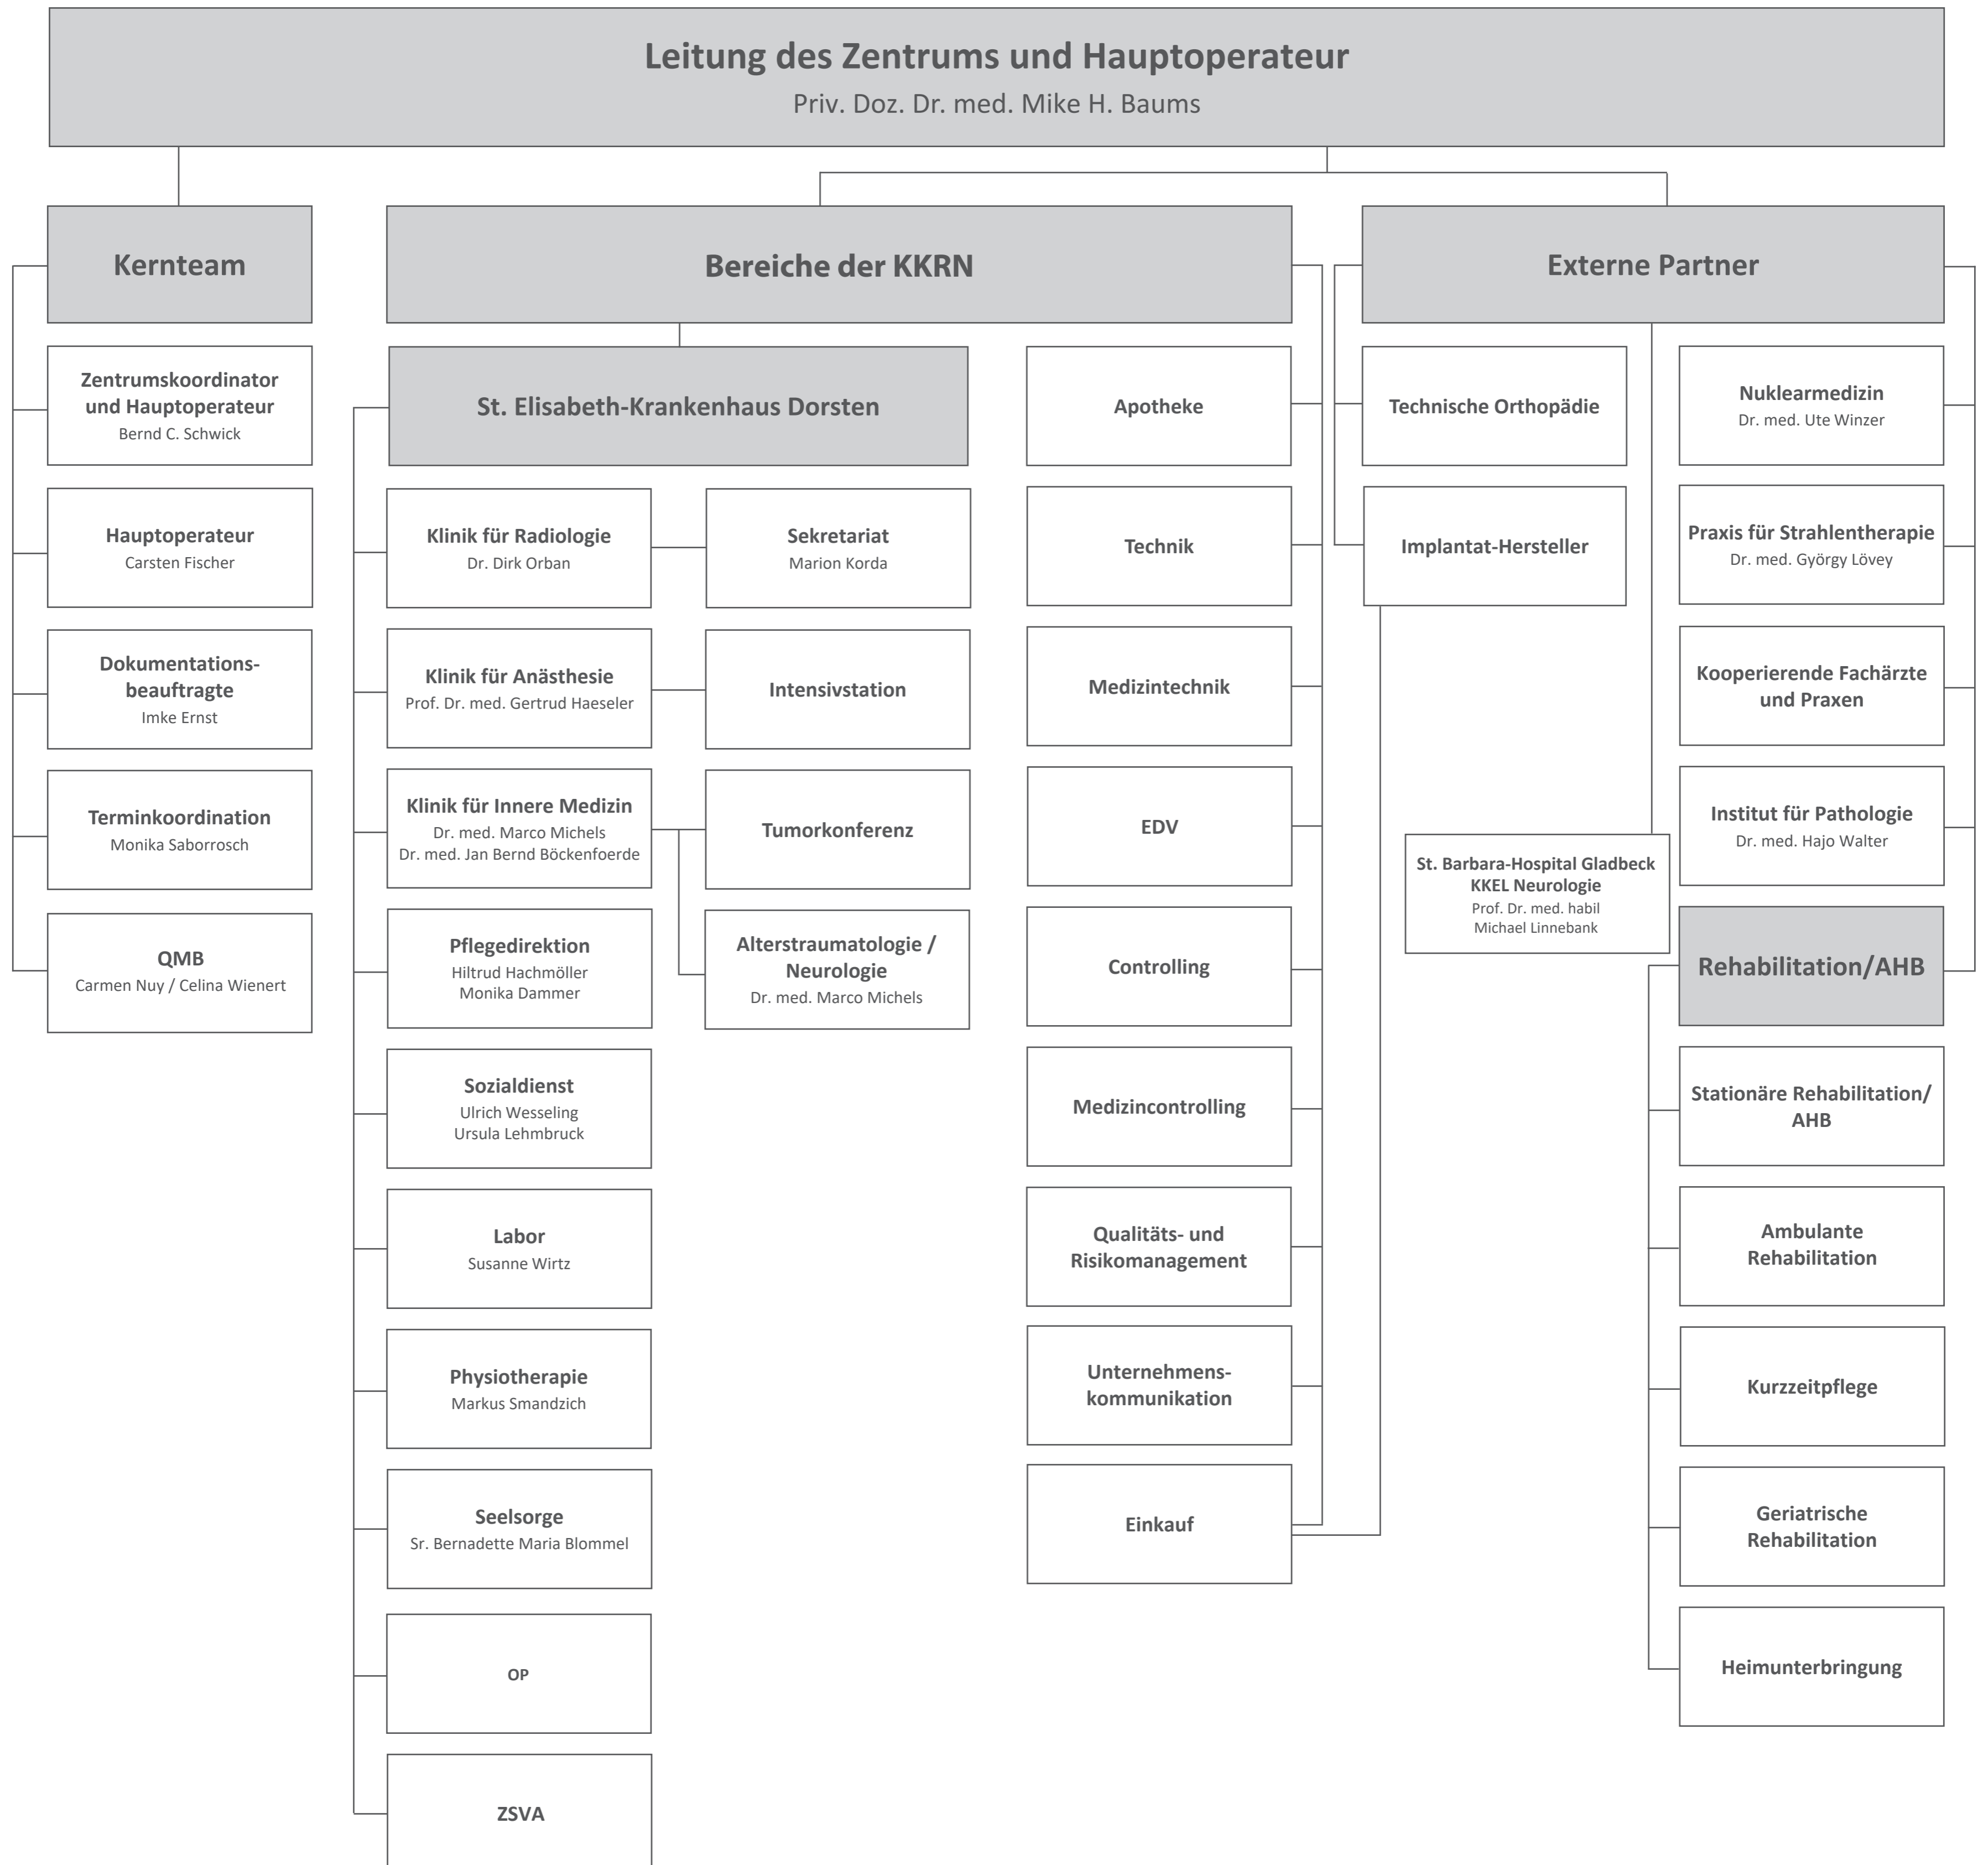 Leitung des Zentrums und Hauptoperateur
Priv. Doz. Dr. med. Mike H. Baums
Kernteam
Zentrumskoordinator
und Hauptoperateur
Bernd C. Schwick
Hauptoperateur
Carsten Fischer
Dokumentations-
beauftragte
Imke Ernst
Terminkoordination
Monika Saborrosch
QMB
Carmen Nuy / Celina Wienert
Bereiche der KKRN
St. Elisabeth-Krankenhaus Dorsten
Klinik für Radiologie
Dr. Dirk Orban
Sekretariat
Marion Korda
Klinik für Anästhesie
Prof. Dr. med. Gertrud Haeseler
Intensivstation
Klinik für Innere Medizin
Dr. med. Marco Michels
Dr. med. Jan Bernd Böckenfoerde
Tumorkonferenz
Alterstraumatologie /
Neurologie
Dr. med. Marco Michels
Pflegedirektion
Hiltrud Hachmöller
Monika Dammer
Sozialdienst
Ulrich Wesseling
Ursula Lehmbruck
Labor
Susanne Wirtz
Physiotherapie
Markus Smandzich
Seelsorge
Sr. Bernadette Maria Blommel
OP
ZSVA
Apotheke
Technik
Medizintechnik
EDV
Controlling
Medizincontrolling
Qualitäts- und
Risikomanagement
Unternehmens-
kommunikation
Einkauf
Externe Partner
Technische Orthopädie
Implantat-Hersteller
St. Barbara-Hospital Gladbeck
KKEL Neurologie
Prof. Dr. med. habil
Michael Linnebank
Nuklearmedizin
Dr. med. Ute Winzer
Praxis für Strahlentherapie
Dr. med. György Lövey
Kooperierende Fachärzte
und Praxen
Institut für Pathologie
Dr. med. Hajo Walter
Rehabilitation/AHB
Stationäre Rehabilitation/
AHB
Ambulante
Rehabilitation
Kurzzeitpflege
Geriatrische
Rehabilitation
Heimunterbringung